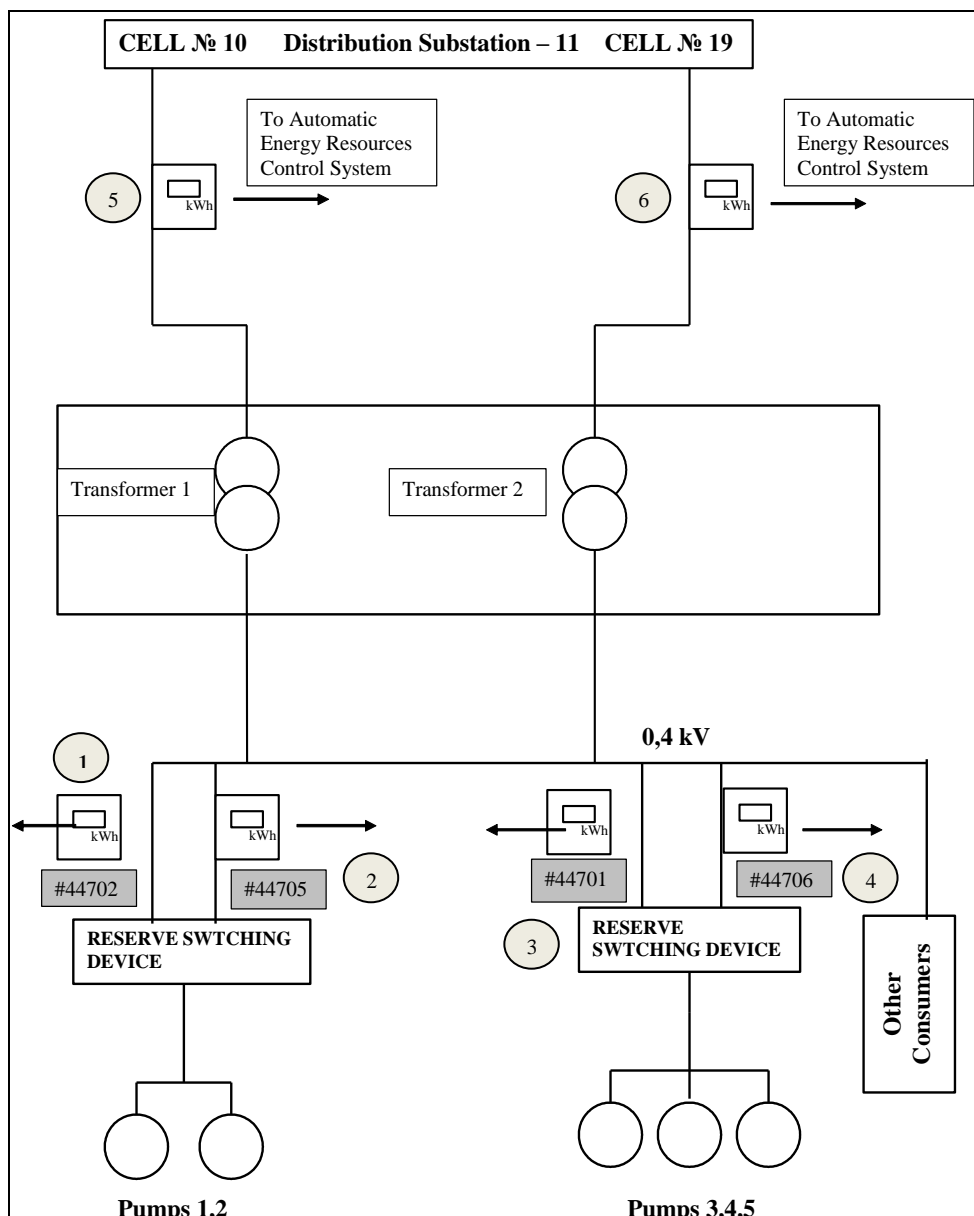 CELL № 10 Distribution Substation – 11 CELL № 19
To Automatic
Energy Resources
Control System
To Automatic
Energy Resources
Control System
5
kWh
6
kWh
Transformer 1
Transformer 2
0,4 kV
1
kWh
kWh
kWh
kWh
#44702
#44705
2
#44701
#44706
4
RESERVE SWTCHING
DEVICE
3
RESERVE
SWTCHING DEVICE
Other
Consumers
Pumps 1,2
Pumps 3,4,5